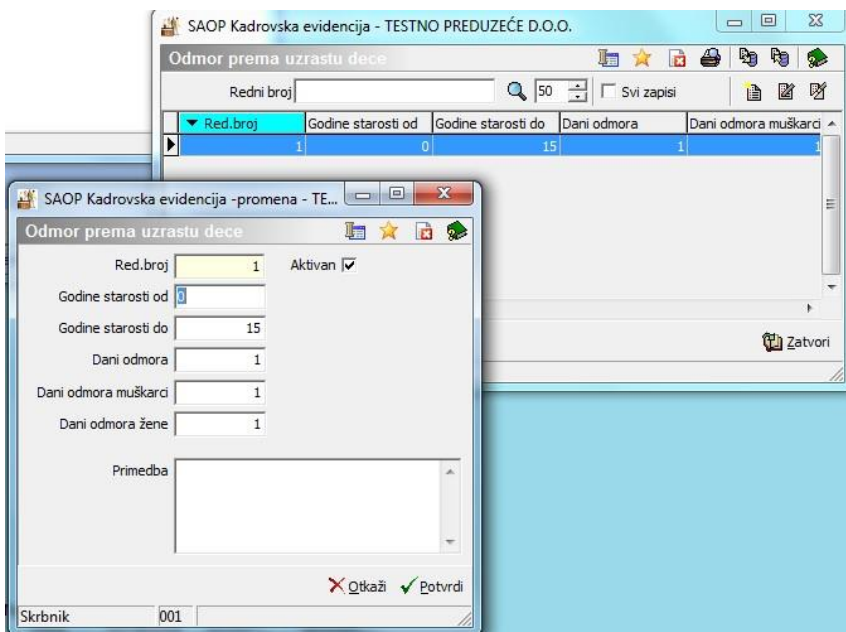 SAOP Kadrovska evidencija - TESTNO PREDUZEĆE D.O.O.
Odmor prema uzrastu dece
Redni broj 50 Svi zapisi
Red.broj Godine starosti od Godine starosti do Dani odmora Dani odmora muškarci
1 0 15 1 1
Zatvori
SAOP Kadrovska evidencija -promena - TE...
Odmor prema uzrastu dece
Red.broj 1 Aktivan
Godine starosti od 0
Godine starosti do 15
Dani odmora 1
Dani odmora muškarci 1
Dani odmora žene 1
Primedba
Otkaži Potvrdi
Skrbnik 001